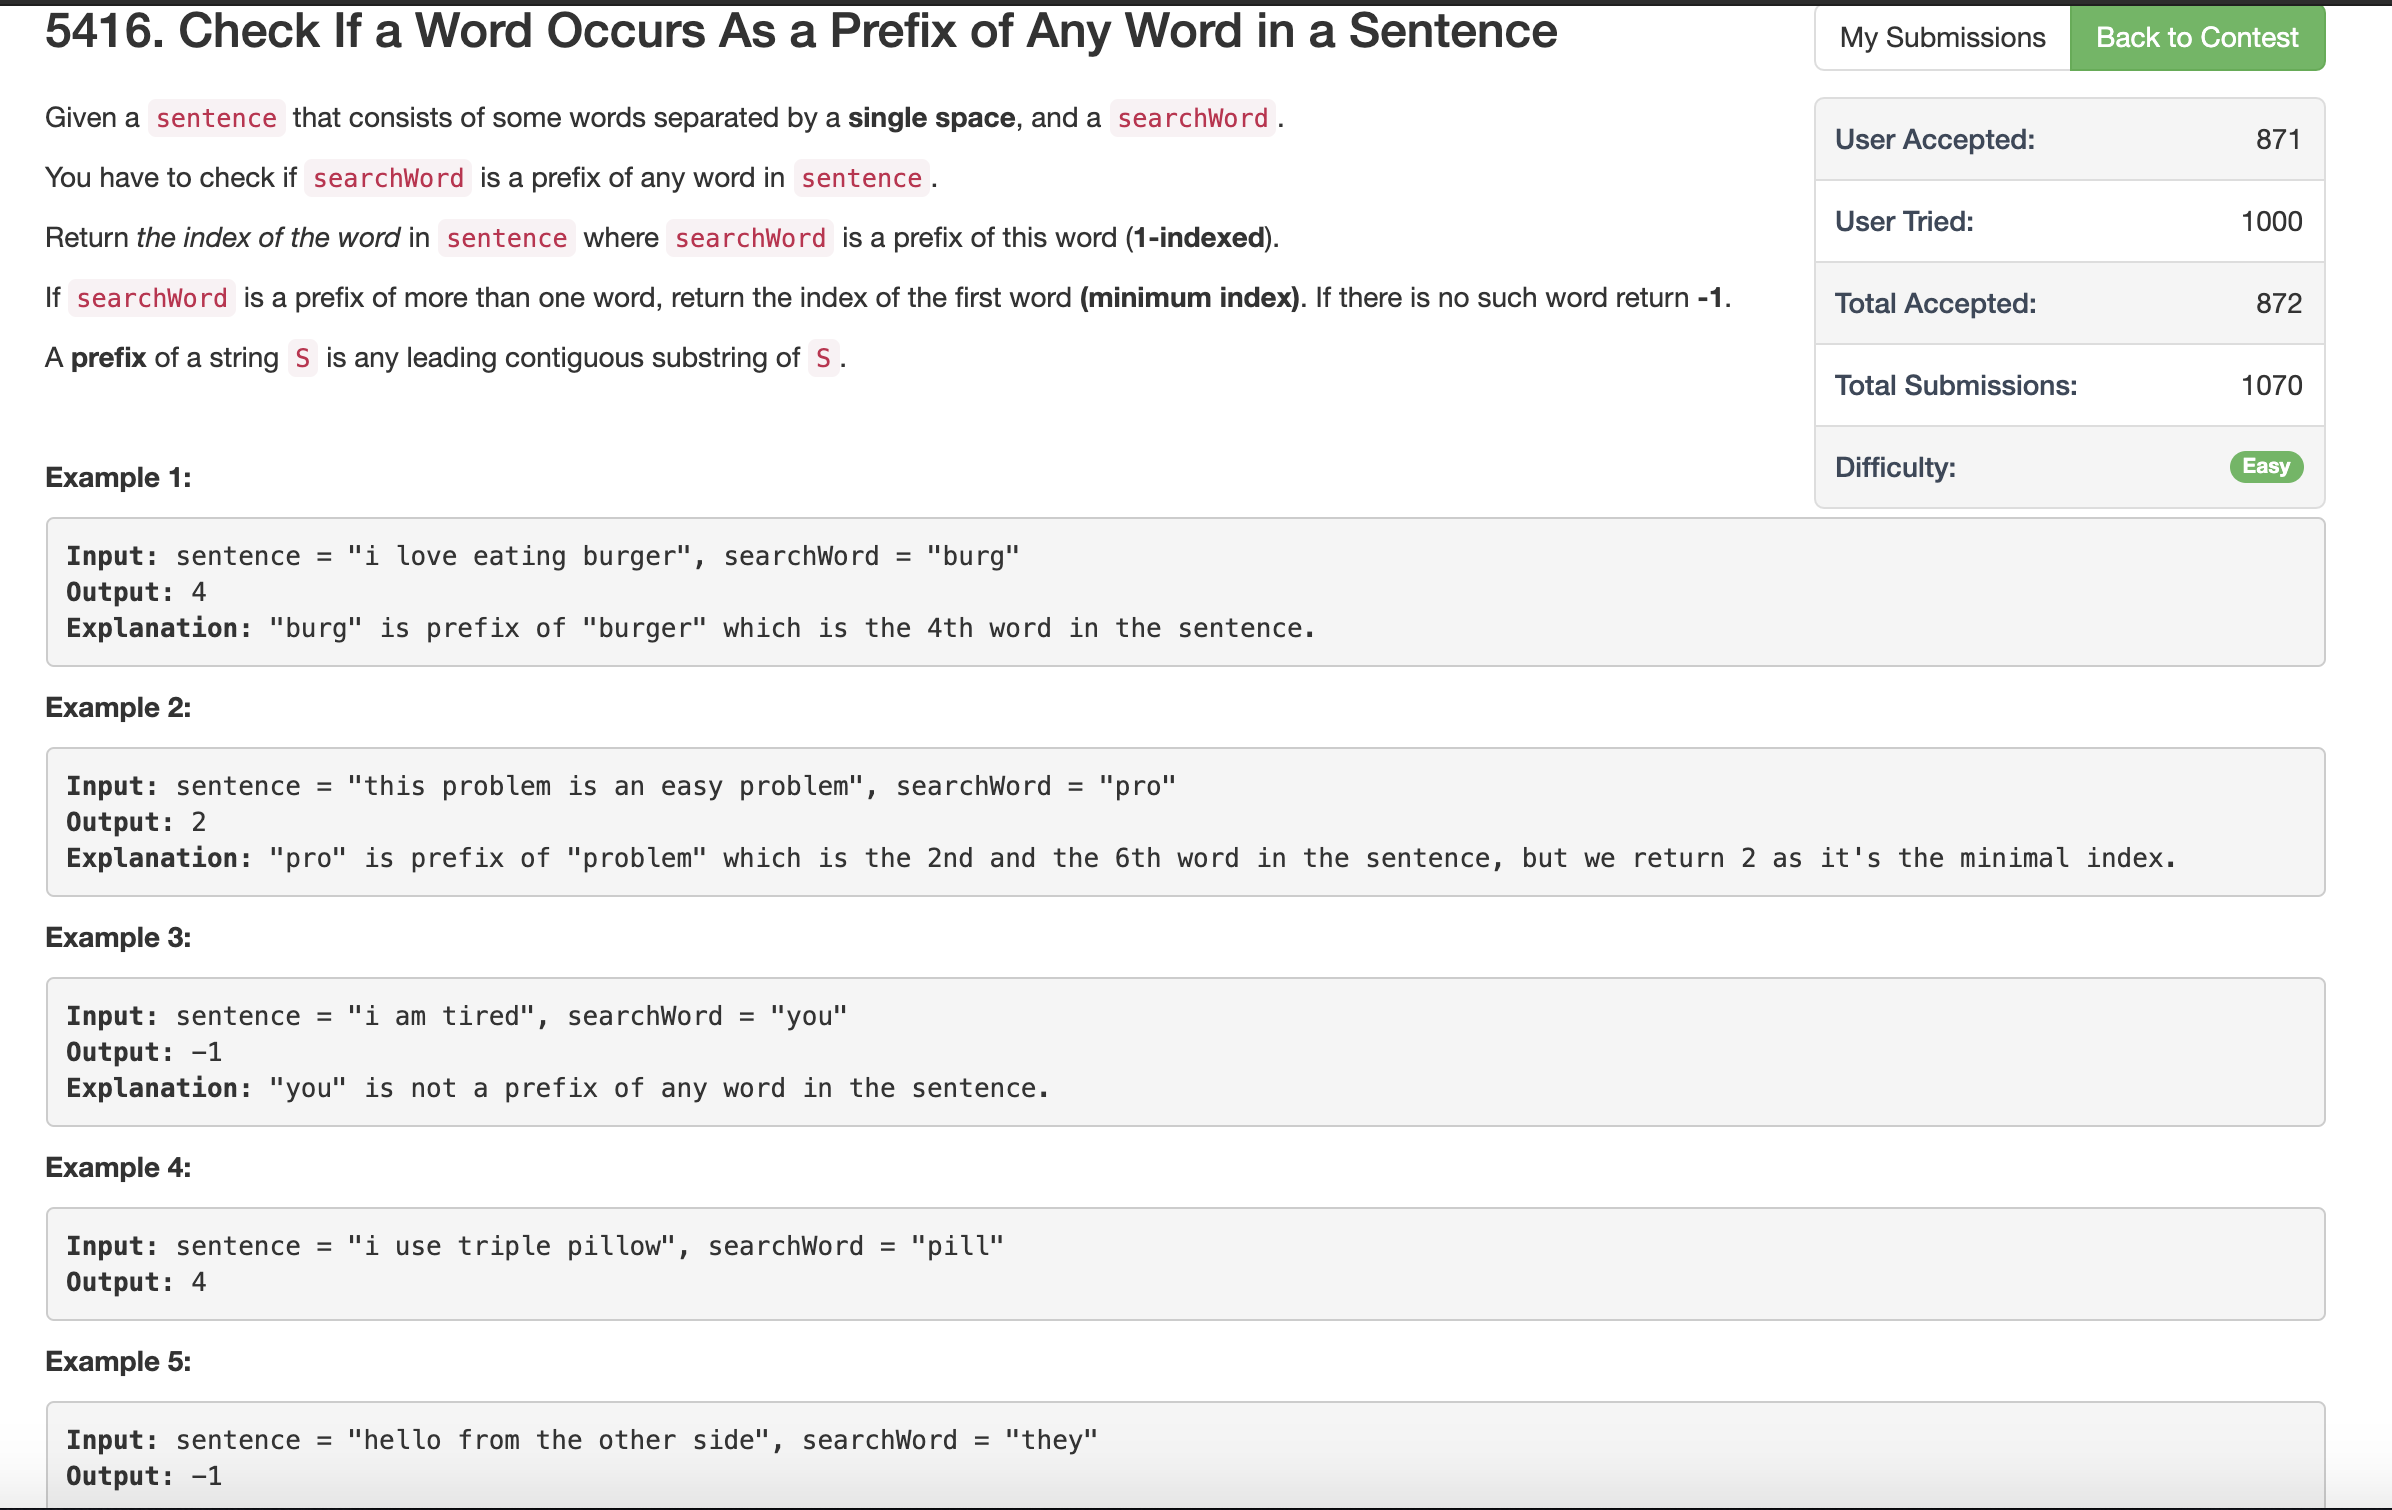 5416. Check If a Word Occurs As a Prefix of Any Word in a Sentence
My Submissions
Back to Contest
Given a sentence that consists of some words separated by a single space, and a searchWord.
You have to check if searchWord is a prefix of any word in sentence.
Return the index of the word in sentence where searchWord is a prefix of this word (1-indexed).
If searchWord is a prefix of more than one word, return the index of the first word (minimum index). If there is no such word return -1.
A prefix of a string S is any leading contiguous substring of S.
User Accepted: 871
User Tried: 1000
Total Accepted: 872
Total Submissions: 1070
Difficulty: Easy
Example 1:
Input: sentence = "i love eating burger", searchWord = "burg"
Output: 4
Explanation: "burg" is prefix of "burger" which is the 4th word in the sentence.
Example 2:
Input: sentence = "this problem is an easy problem", searchWord = "pro"
Output: 2
Explanation: "pro" is prefix of "problem" which is the 2nd and the 6th word in the sentence, but we return 2 as it's the minimal index.
Example 3:
Input: sentence = "i am tired", searchWord = "you"
Output: -1
Explanation: "you" is not a prefix of any word in the sentence.
Example 4:
Input: sentence = "i use triple pillow", searchWord = "pill"
Output: 4
Example 5:
Input: sentence = "hello from the other side", searchWord = "they"
Output: -1